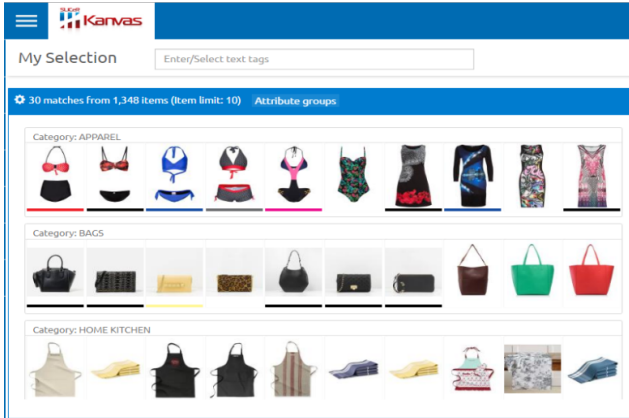 SLiCE
Kanvas
My Selection
Enter/Select text tags
30 matches from 1,348 items (Item limit: 10) Attribute groups
Category: APPAREL
Category: BAGS
Category: HOME KITCHEN